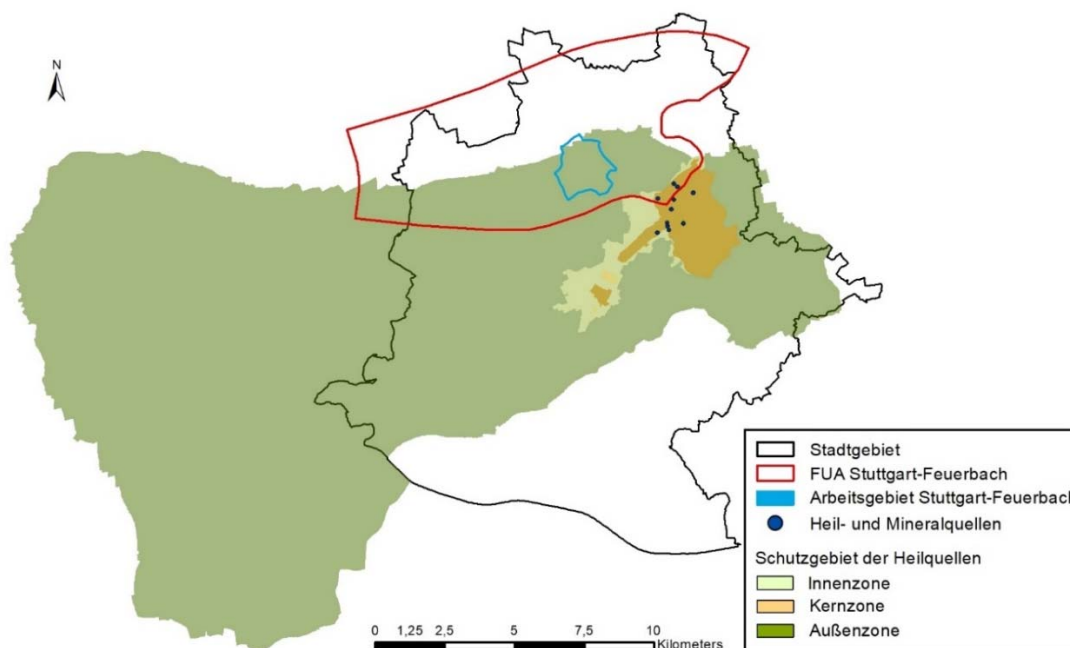 N
Stadtgebiet
FUA Stuttgart-Feuerbach
Arbeitsgebiet Stuttgart-Feuerbach
Heil- und Mineralquellen
Schutzgebiet der Heilquellen
Innenzone
Kernzone
Außenzone
0 1,25 2,5 5 7,5 10
Kilometers